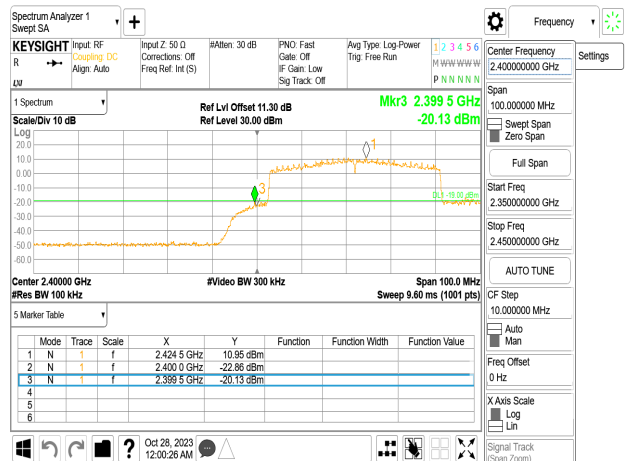 Spectrum Analyzer 1
Swept SA
▼
+
Frequency
▼
KEYSIGHT
R
LXI
Input: RF
Coupling: DC
Align: Auto
Input Z: 50 Ω
Corrections: Off
Freq Ref: Int (S)
#Atten: 30 dB
PNO: Fast
Gate: Off
IF Gain: Low
Sig Track: Off
Avg Type: Log-Power
Trig: Free Run
1 2 3 4 5 6
M W W W W W
P N N N N N
1 Spectrum ▼
Scale/Div 10 dB
Ref Lvl Offset 11.30 dB
Ref Level 30.00 dBm
Mkr3 2.399 5 GHz
-20.13 dBm
Log
20.0
10.0
0.00
-10.0
-20.0
-30.0
-40.0
-50.0
-60.0
1
3
DL1 -19.00 dBm
Center 2.40000 GHz
#Res BW 100 kHz
#Video BW 300 kHz
Span 100.0 MHz
Sweep 9.60 ms (1001 pts)
5 Marker Table ▼
Mode Trace Scale X Y Function Function Width Function Value
1 N 1 f 2.424 5 GHz 10.95 dBm
2 N 1 f 2.400 0 GHz -22.86 dBm
3 N 1 f 2.399 5 GHz -20.13 dBm
4
5
6
?
Oct 28, 2023
12:00:26 AM
Center Frequency
2.400000000 GHz
Settings
Span
100.000000 MHz
Swept Span
Zero Span
Full Span
Start Freq
2.350000000 GHz
Stop Freq
2.450000000 GHz
AUTO TUNE
CF Step
10.000000 MHz
Auto
Man
Freq Offset
0 Hz
X Axis Scale
Log
Lin
Signal Track
(Span Zoom)